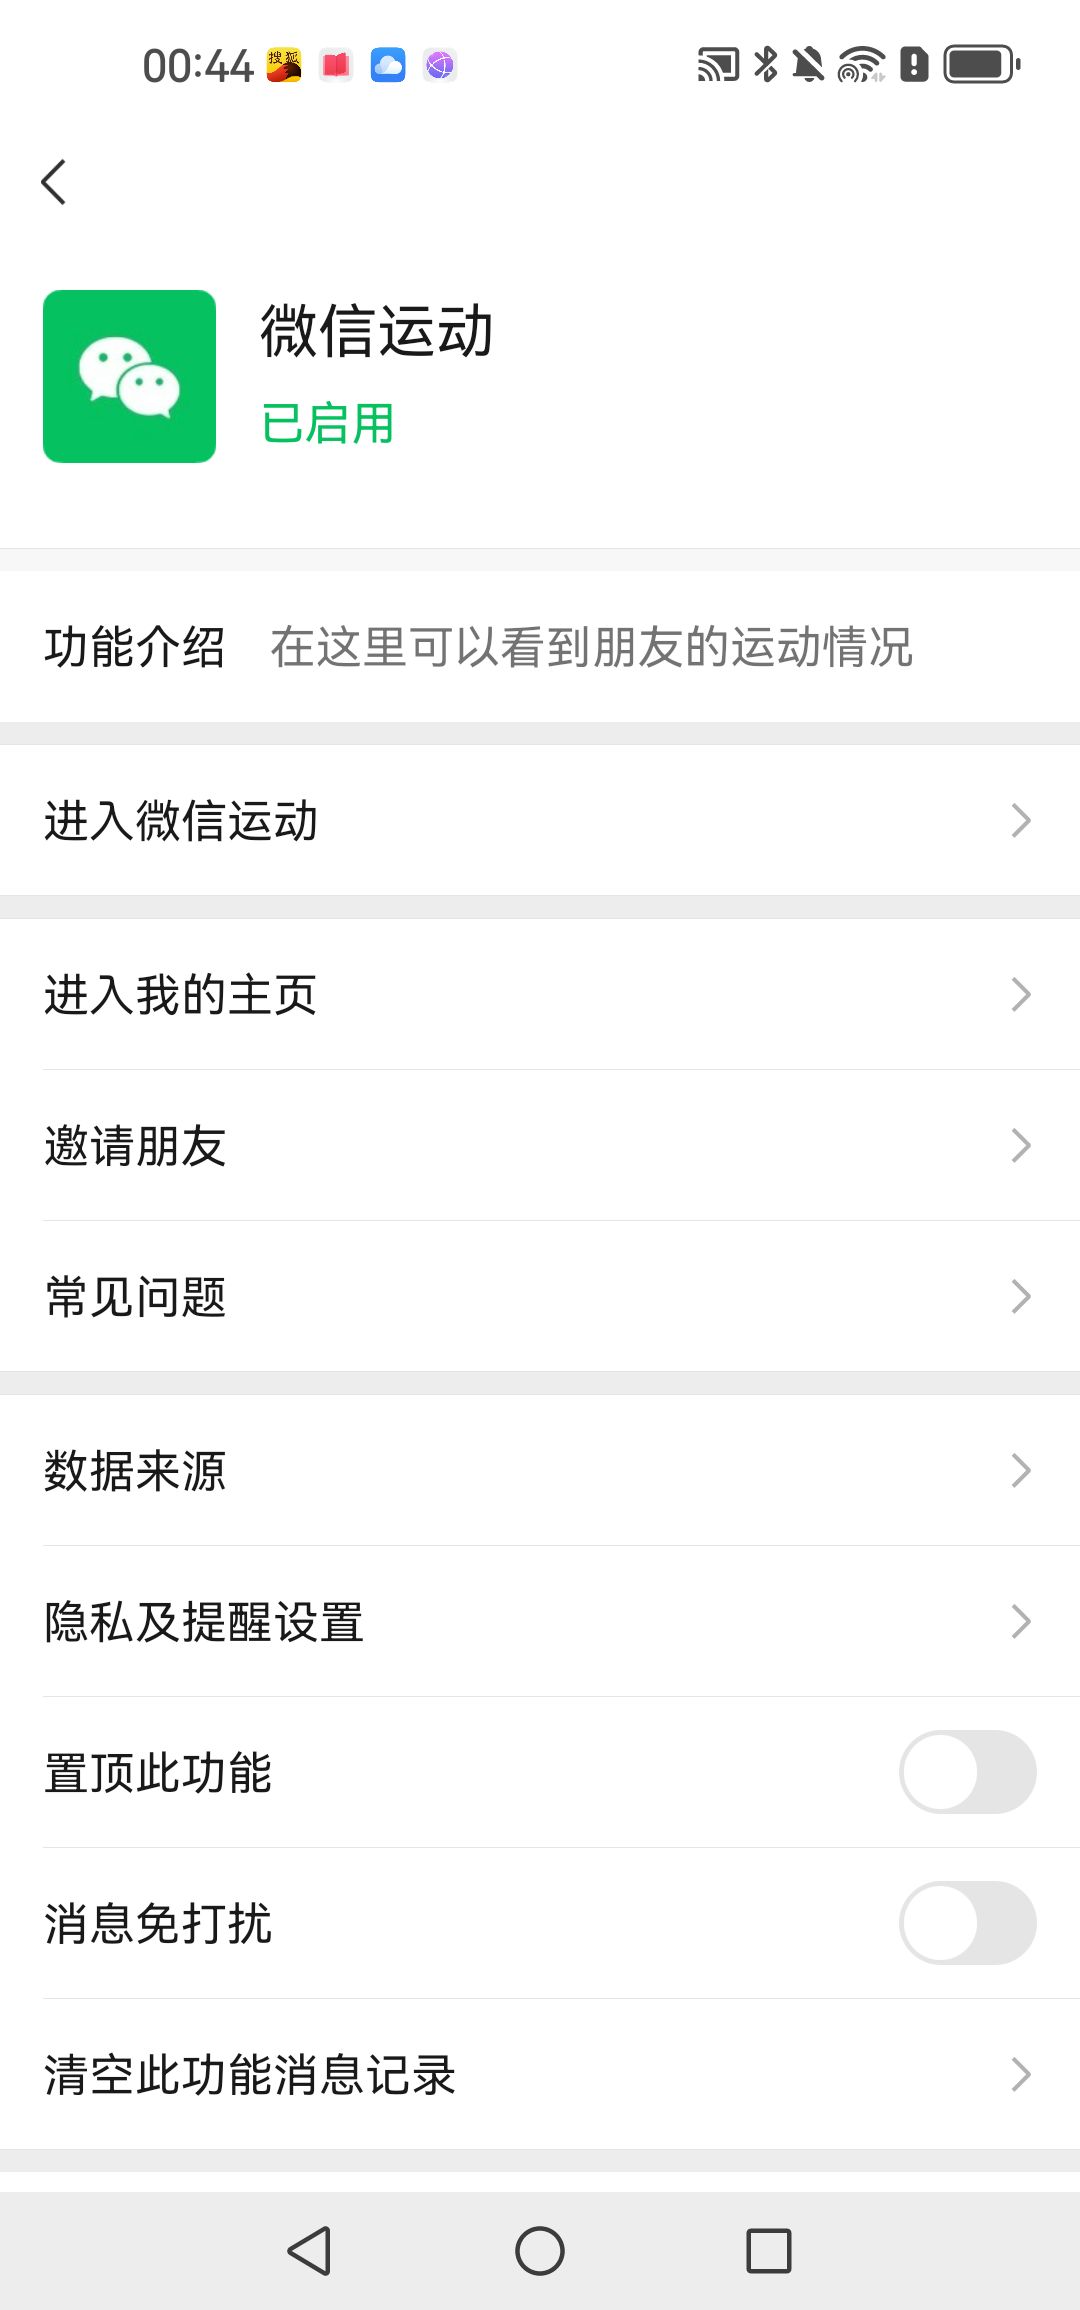 00:44
搜狐
微信运动
已启用
功能介绍 在这里可以看到朋友的运动情况
进入微信运动
进入我的主页
邀请朋友
常见问题
数据来源
隐私及提醒设置
置顶此功能
消息免打扰
清空此功能消息记录